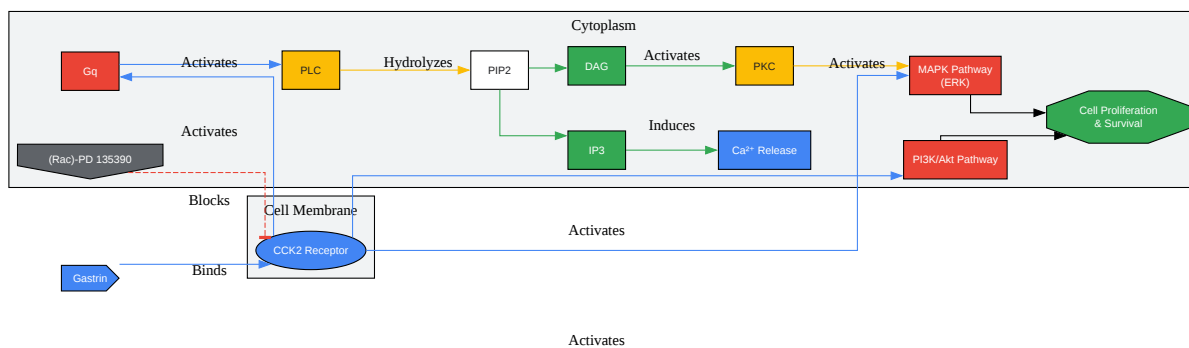 Cytoplasm
Gq
Activates
PLC
Hydrolyzes
PIP2
DAG
Activates
PKC
Activates
MAPK Pathway
(ERK)
Cell Proliferation
& Survival
Activates
IP3
Induces
Ca²⁺ Release
PI3K/Akt Pathway
(Rac)-PD 135390
Blocks
Cell Membrane
CCK2 Receptor
Activates
Gastrin
Binds
Activates